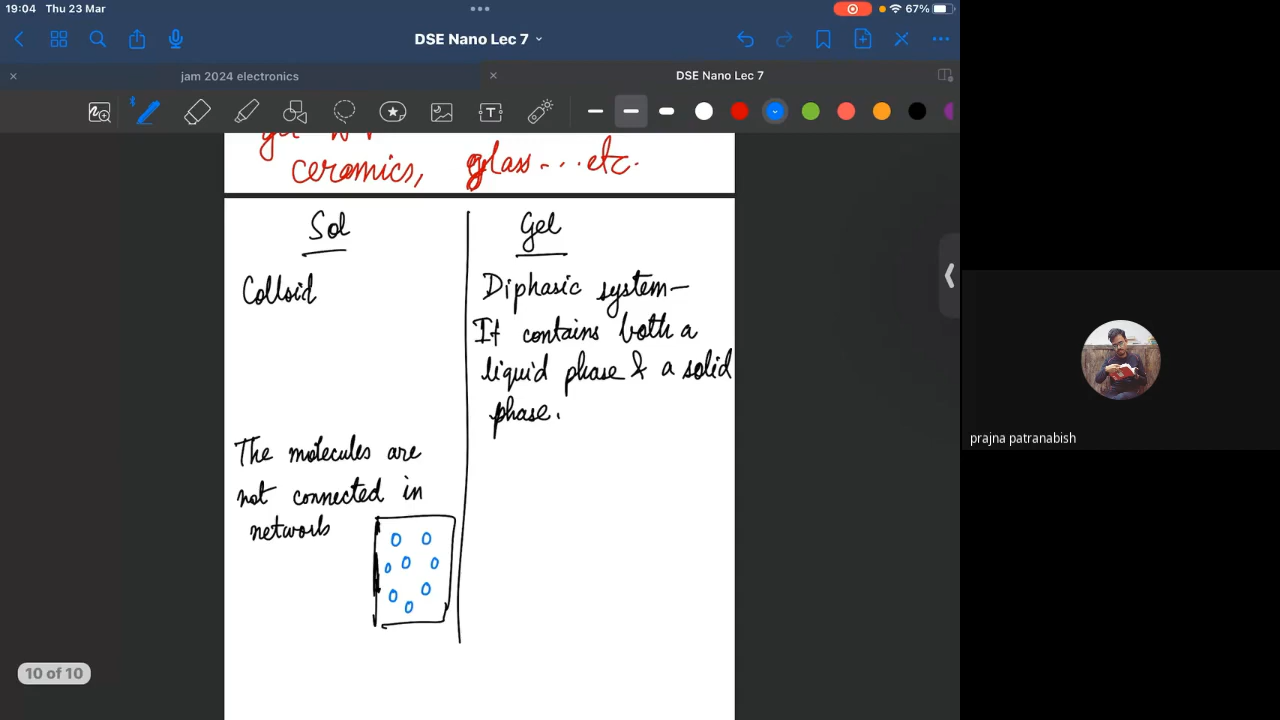 19:04 Thu 23 Mar
67%
DSE Nano Lec 7
jam 2024 electronics
DSE Nano Lec 7
ceramics, glass...etc.
Sol
Colloid
The molecules are
not connected in
network
Gel
Diphasic system-
It contains both a
liquid phase & a solid
phase.
10 of 10
prajna patranabish